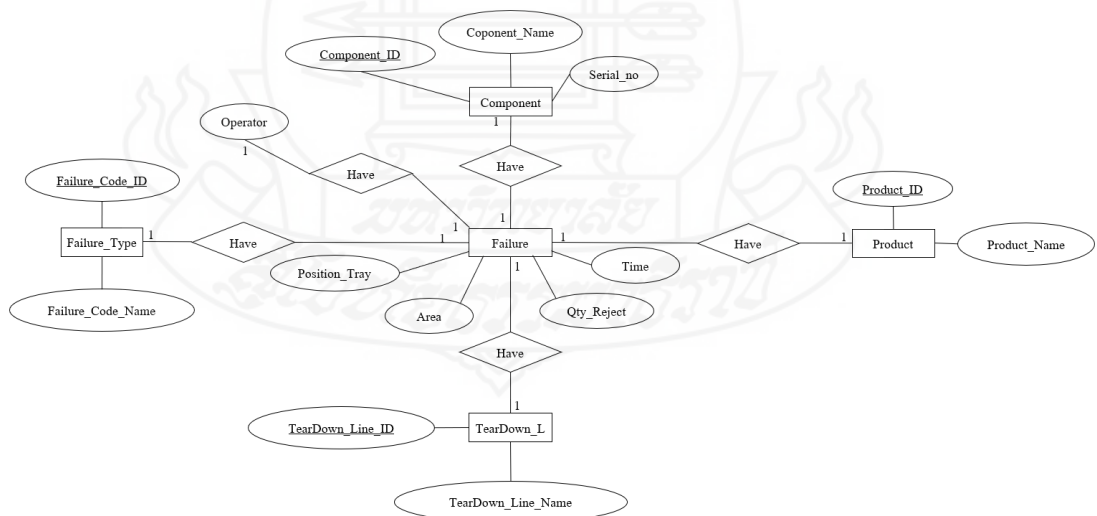 Coponent_Name
Component_ID
Serial_no
Component
1
Operator
1
Have
Have
Failure_Code_ID
Product_ID
1
1
Failure_Type
1
Have
1
Failure
1
Have
1
Product
Product_Name
Position_Tray
1
Time
Failure_Code_Name
Area
Qty_Reject
Have
1
TearDown_Line_ID
TearDown_L
TearDown_Line_Name